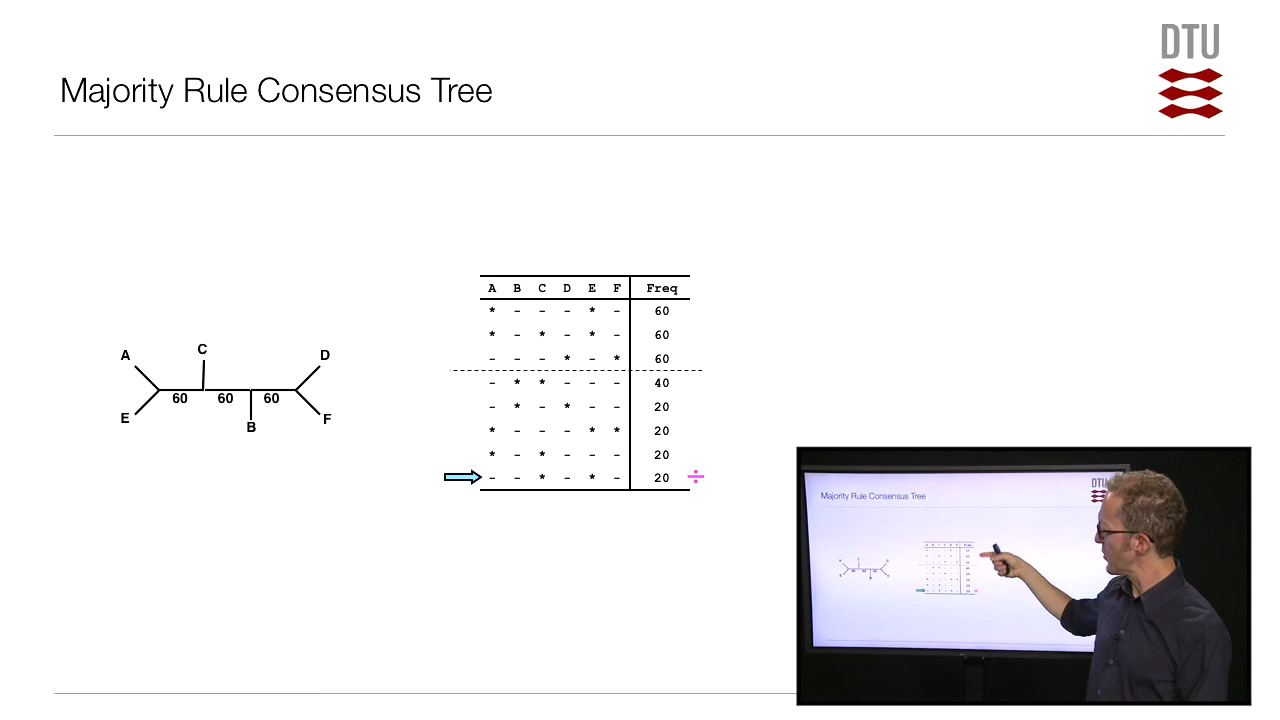 DTU
Majority Rule Consensus Tree
A B C D E F Freq
* - - - * - 60
* - * - * - 60
- - - * - * 60
- * * - - - 40
- * - * - - 20
* - - - * * 20
* - * - - - 20
- - * - * - 20 ÷
A C D
60 60 60
E B F
DTU
Majority Rule Consensus Tree